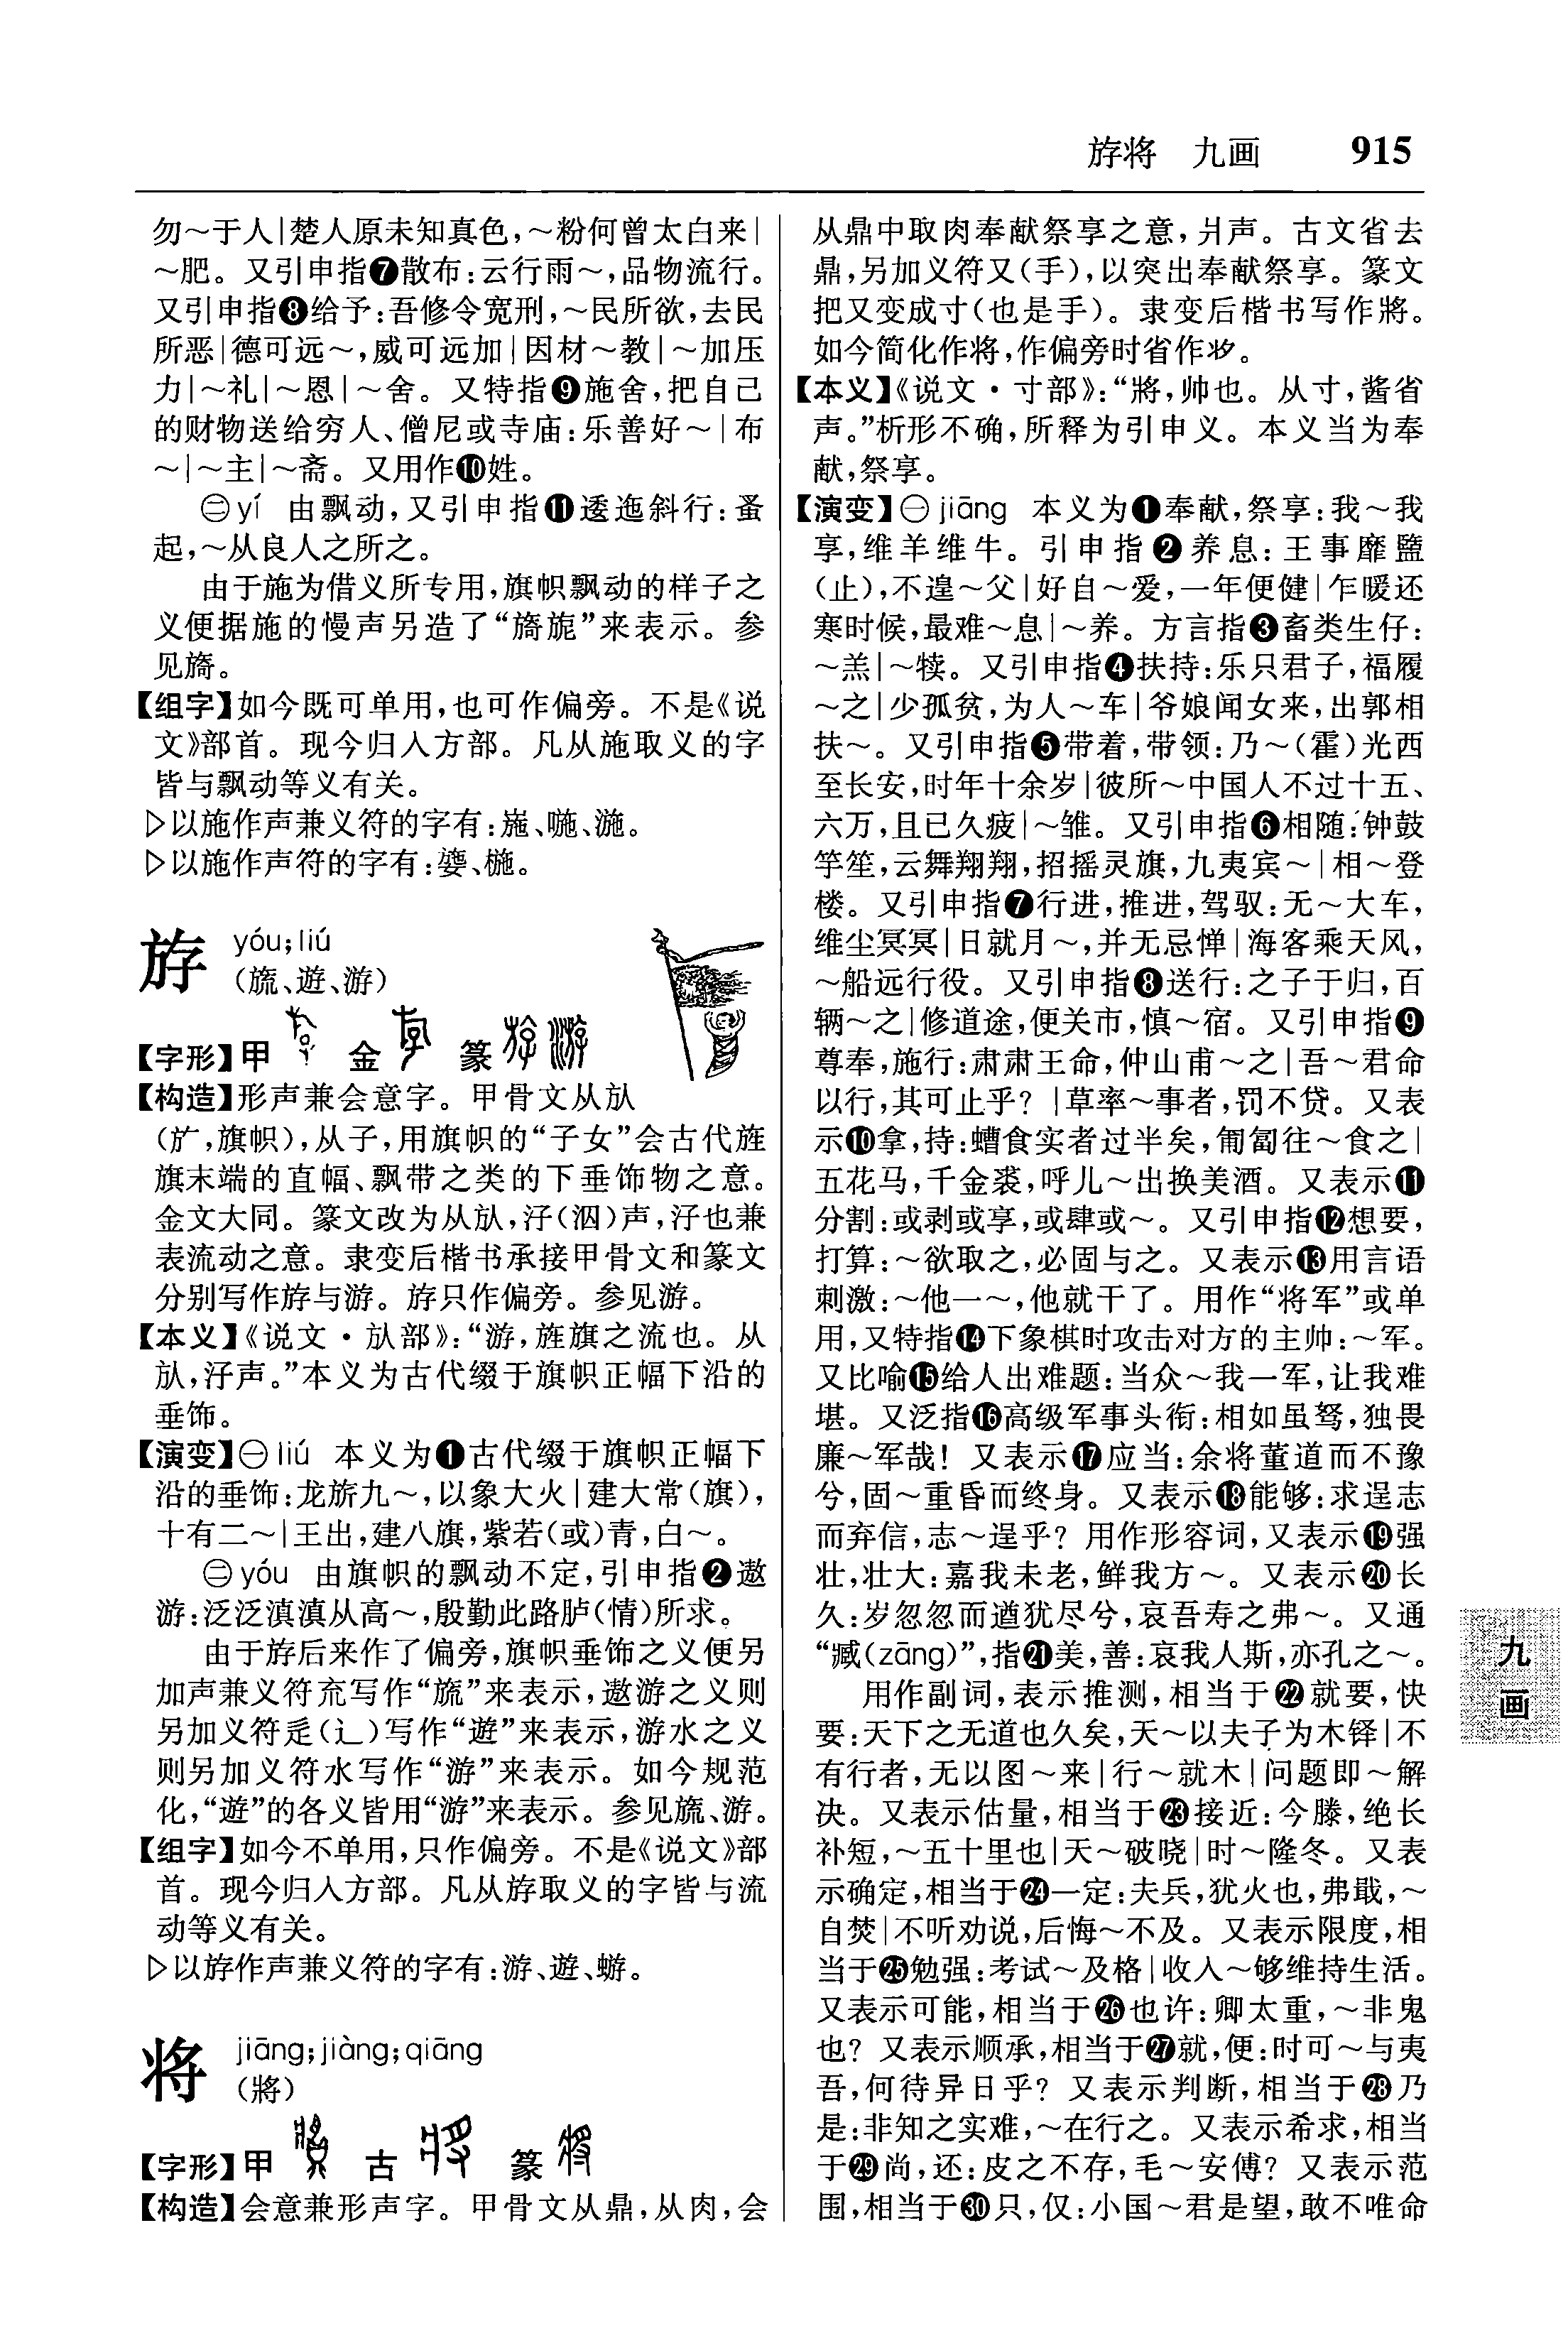 斿将 九画 915
勿～于人|楚人原未知真色，～粉何曾太白来|
～肥。又引申指❼散布：云行雨～，品物流行。
又引申指❽给予：吾修令宽刑，～民所欲，去民
所恶|德可远～，威可远加|因材～教|～加压
力|～礼|～恩|～舍。又特指❾施舍，把自己
的财物送给穷人、僧尼或寺庙：乐善好～|布
～|～主|～斋。又用作❿姓。
㊁yí 由飘动，又引申指⓫逶迤斜行：蚤
起，～从良人之所之。
由于施为借义所专用，旗帜飘动的样子之
义便据施的慢声另造了“旖旎”来表示。参
见旖。
【组字】如今既可单用，也可作偏旁。不是《说
文》部首。现今归入方部。凡从施取义的字
皆与飘动等义有关。
▷以施作声兼义符的字有：葹、㗭、湤。
▷以施作声符的字有：䇣、椸。
斿 yóu；liú
（旒、遊、游）
【字形】甲 金 篆
【构造】形声兼会意字。甲骨文从㫃
（㫃，旗帜），从子，用旗帜的“子女”会古代旌
旗末端的直幅、飘带之类的下垂饰物之意。
金文大同。篆文改为从㫃，汓（泅）声，汓也兼
表流动之意。隶变后楷书承接甲骨文和篆文
分别写作斿与游。斿只作偏旁。参见游。
【本义】《说文·㫃部》：“游，旌旗之流也。从
㫃，汓声。”本义为古代缀于旗帜正幅下沿的
垂饰。
【演变】㊀liú 本义为❶古代缀于旗帜正幅下
沿的垂饰：龙旂九～，以象大火|建大常（旗），
十有二～|王出，建八旗，紫若（或）青，白～。
㊁yóu 由旗帜的飘动不定，引申指❷遨
游：泛泛滇滇从高～，殷勤此路胪（情）所求。
由于斿后来作了偏旁，旗帜垂饰之义便另
加声兼义符㐬写作“旒”来表示，遨游之义则
另加义符辵（辶）写作“遊”来表示，游水之义
则另加义符水写作“游”来表示。如今规范
化，“遊”的各义皆用“游”来表示。参见旒、游。
【组字】如今不单用，只作偏旁。不是《说文》部
首。现今归入方部。凡从斿取义的字皆与流
动等义有关。
▷以斿作声兼义符的字有：游、遊、蝣。
将 jiāng；jiàng；qiāng
（將）
【字形】甲 古 篆
【构造】会意兼形声字。甲骨文从鼎，从肉，会
从鼎中取肉奉献祭享之意，爿声。古文省去
鼎，另加义符又（手），以突出奉献祭享。篆文
把又变成寸（也是手）。隶变后楷书写作將。
如今简化作将，作偏旁时省作。
【本义】《说文·寸部》：“將，帅也。从寸，酱省
声。”析形不确，所释为引申义。本义当为奉
献，祭享。
【演变】㊀jiāng 本义为❶奉献，祭享：我～我
享，维羊维牛。引申指❷养息：王事靡盬
（止），不遑～父|好自～爱，一年便健|乍暖还
寒时候，最难～息|～养。方言指❸畜类生仔：
～羔|～犊。又引申指❹扶持：乐只君子，福履
～之|少孤贫，为人～车|爷娘闻女来，出郭相
扶～。又引申指❺带着，带领：乃～（霍）光西
至长安，时年十余岁|彼所～中国人不过十五、
六万，且已久疲|～雏。又引申指❻相随：钟鼓
竽笙，云舞翔翔，招摇灵旗，九夷宾～|相～登
楼。又引申指❼行进，推进，驾驭：无～大车，
维尘冥冥|日就月～，并无忌惮|海客乘天风，
～船远行役。又引申指❽送行：之子于归，百
辆～之|修道途，便关市，慎～宿。又引申指❾
尊奉，施行：肃肃王命，仲山甫～之|吾～君命
以行，其可止乎？|草率～事者，罚不贷。又表
示❿拿，持：螬食实者过半矣，匍匐往～食之|
五花马，千金裘，呼儿～出换美酒。又表示⓫
分割：或剥或享，或肆或～。又引申指⓬想要，
打算：～欲取之，必固与之。又表示⓭用言语
刺激：～他一～，他就干了。用作“将军”或单
用，又特指⓮下象棋时攻击对方的主帅：～军。
又比喻⓯给人出难题：当众～我一军，让我难
堪。又泛指⓰高级军事头衔：相如虽驽，独畏
廉～军哉！又表示⓱应当：余将董道而不豫
兮，固～重昏而终身。又表示⓲能够：求逞志
而弃信，志～逞乎？用作形容词，又表示⓳强
壮，壮大：嘉我未老，鲜我方～。又表示⓴长
久：岁忽忽而遒犹尽兮，哀吾寿之弗～。又通
“臧（zāng）”，指㉑美，善：哀我人斯，亦孔之～。
用作副词，表示推测，相当于㉒就要，快
要：天下之无道也久矣，天～以夫子为木铎|不
有行者，无以图～来|行～就木|问题即～解
决。又表示估量，相当于㉓接近：今滕，绝长
补短，～五十里也|天～破晓|时～隆冬。又表
示确定，相当于㉔一定：夫兵，犹火也，弗戢，～
自焚|不听劝说，后悔～不及。又表示限度，相
当于㉕勉强：考试～及格|收入～够维持生活。
又表示可能，相当于㉖也许：卿太重，～非鬼
也？又表示顺承，相当于㉗就，便：时可～与夷
吾，何待异日乎？又表示判断，相当于㉘乃
是：非知之实难，～在行之。又表示希求，相当
于㉙尚，还：皮之不存，毛～安傅？又表示范
围，相当于㉚只，仅：小国～君是望，敢不唯命
九
画